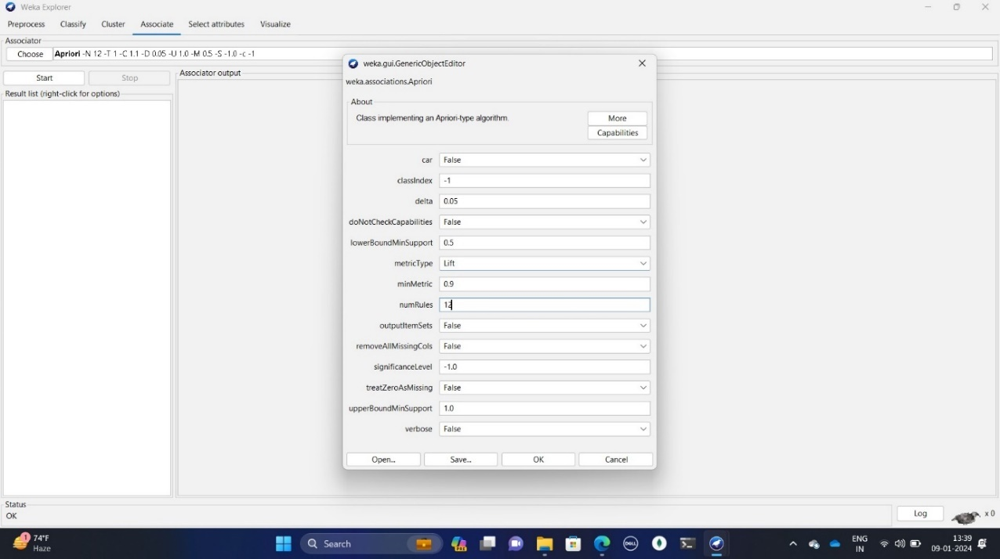 Weka Explorer
Preprocess Classify Cluster Associate Select attributes Visualize
Associator
Choose Apriori -N 12 -T 1 -C 1.1 -D 0.05 -U 1.0 -M 0.5 -S -1.0 -c -1
Start Stop
Result list (right-click for options)
Associator output
weka.gui.GenericObjectEditor
weka.associations.Apriori
About
Class implementing an Apriori-type algorithm.
More
Capabilities
car False
classIndex -1
delta 0.05
doNotCheckCapabilities False
lowerBoundMinSupport 0.5
metricType Lift
minMetric 0.9
numRules 12
outputItemSets False
removeAllMissingCols False
significanceLevel -1.0
treatZeroAsMissing False
upperBoundMinSupport 1.0
verbose False
Open... Save... OK Cancel
Status
OK
Log x 0
1 74°F
Haze
Search
PRE
DELL
ENG
IN
13:39
09-01-2024